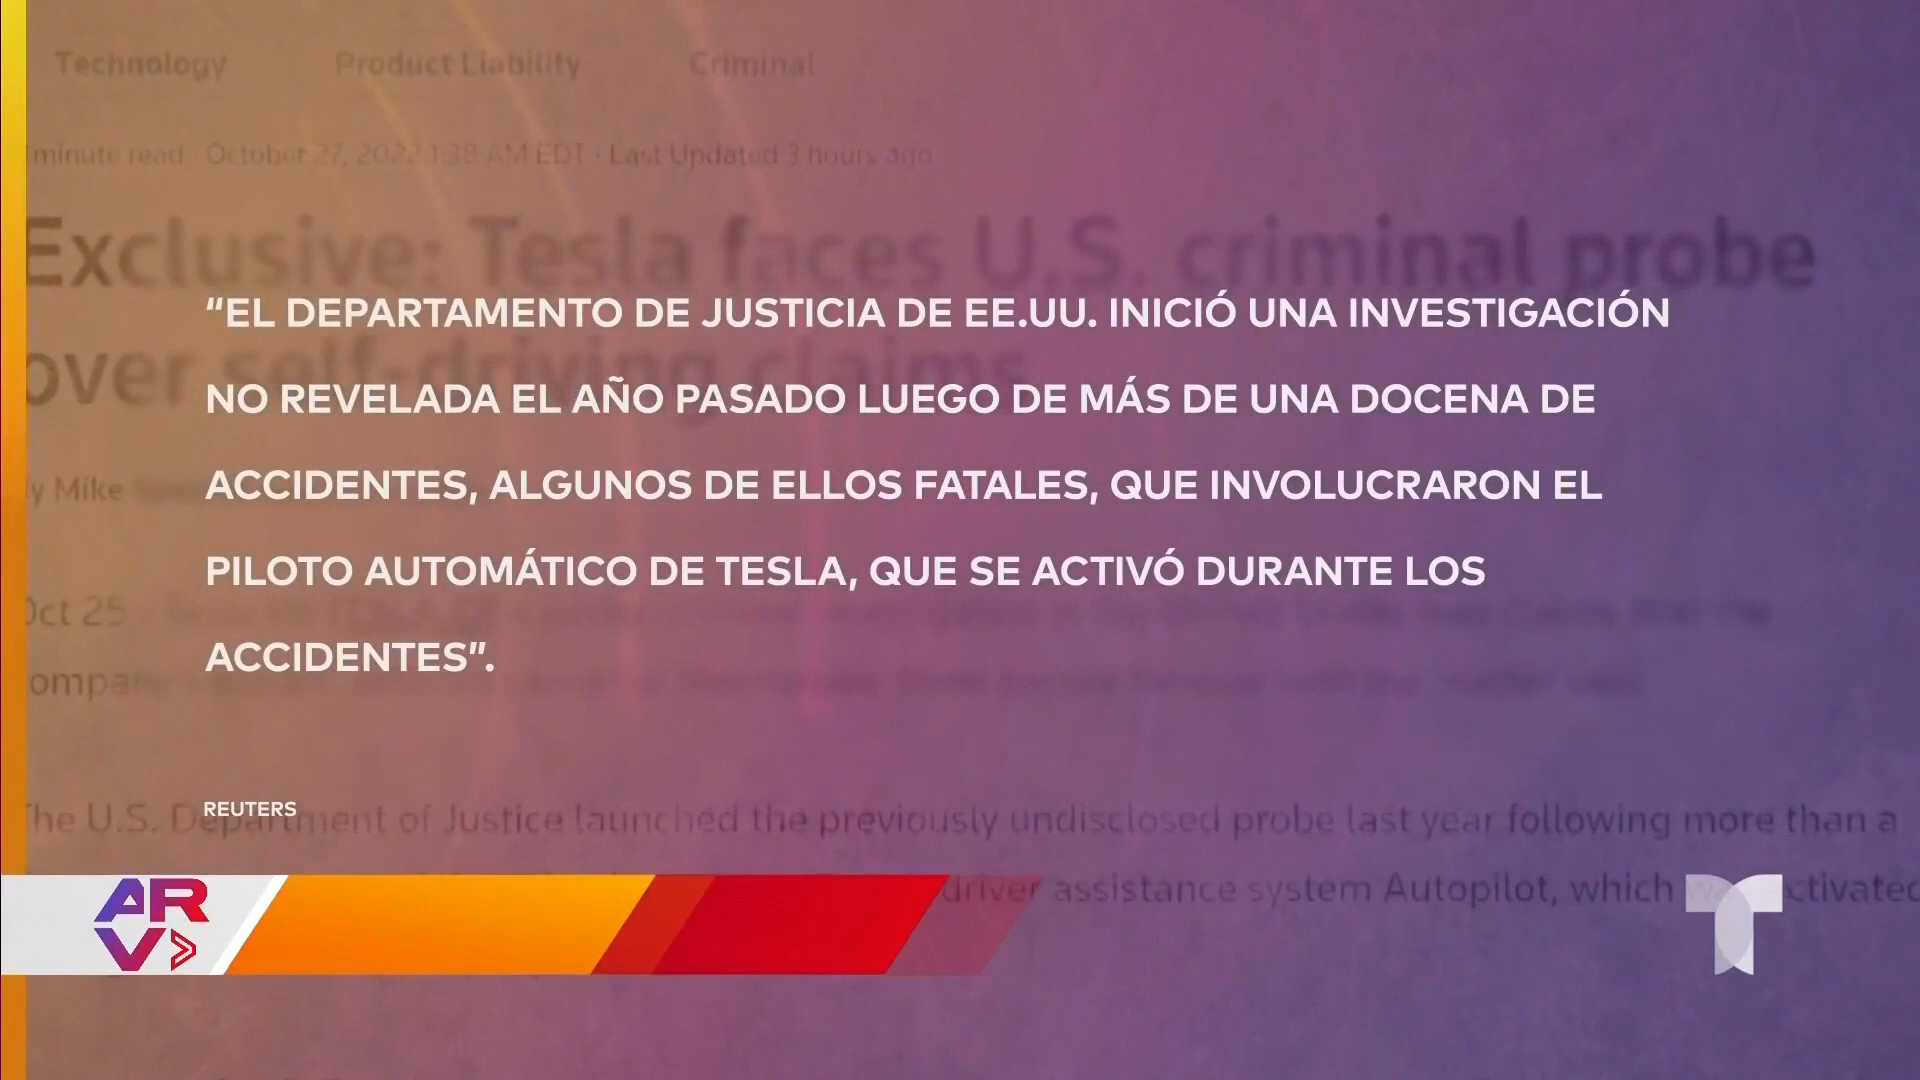 Technology Product Liability Criminal
minute read October 27, 2022 1:38 AM EDT · Last Updated 3 hours ago
Exclusive: Tesla faces U.S. criminal probe
over self-driving claims
“EL DEPARTAMENTO DE JUSTICIA DE EE.UU. INICIÓ UNA INVESTIGACIÓN
NO REVELADA EL AÑO PASADO LUEGO DE MÁS DE UNA DOCENA DE
ACCIDENTES, ALGUNOS DE ELLOS FATALES, QUE INVOLUCRARON EL
PILOTO AUTOMÁTICO DE TESLA, QUE SE ACTIVÓ DURANTE LOS
ACCIDENTES”.
Mike
Oct 25
REUTERS
The U.S. Department of Justice launched the previously undisclosed probe last year following more than a
driver assistance system Autopilot, which
ARV
T